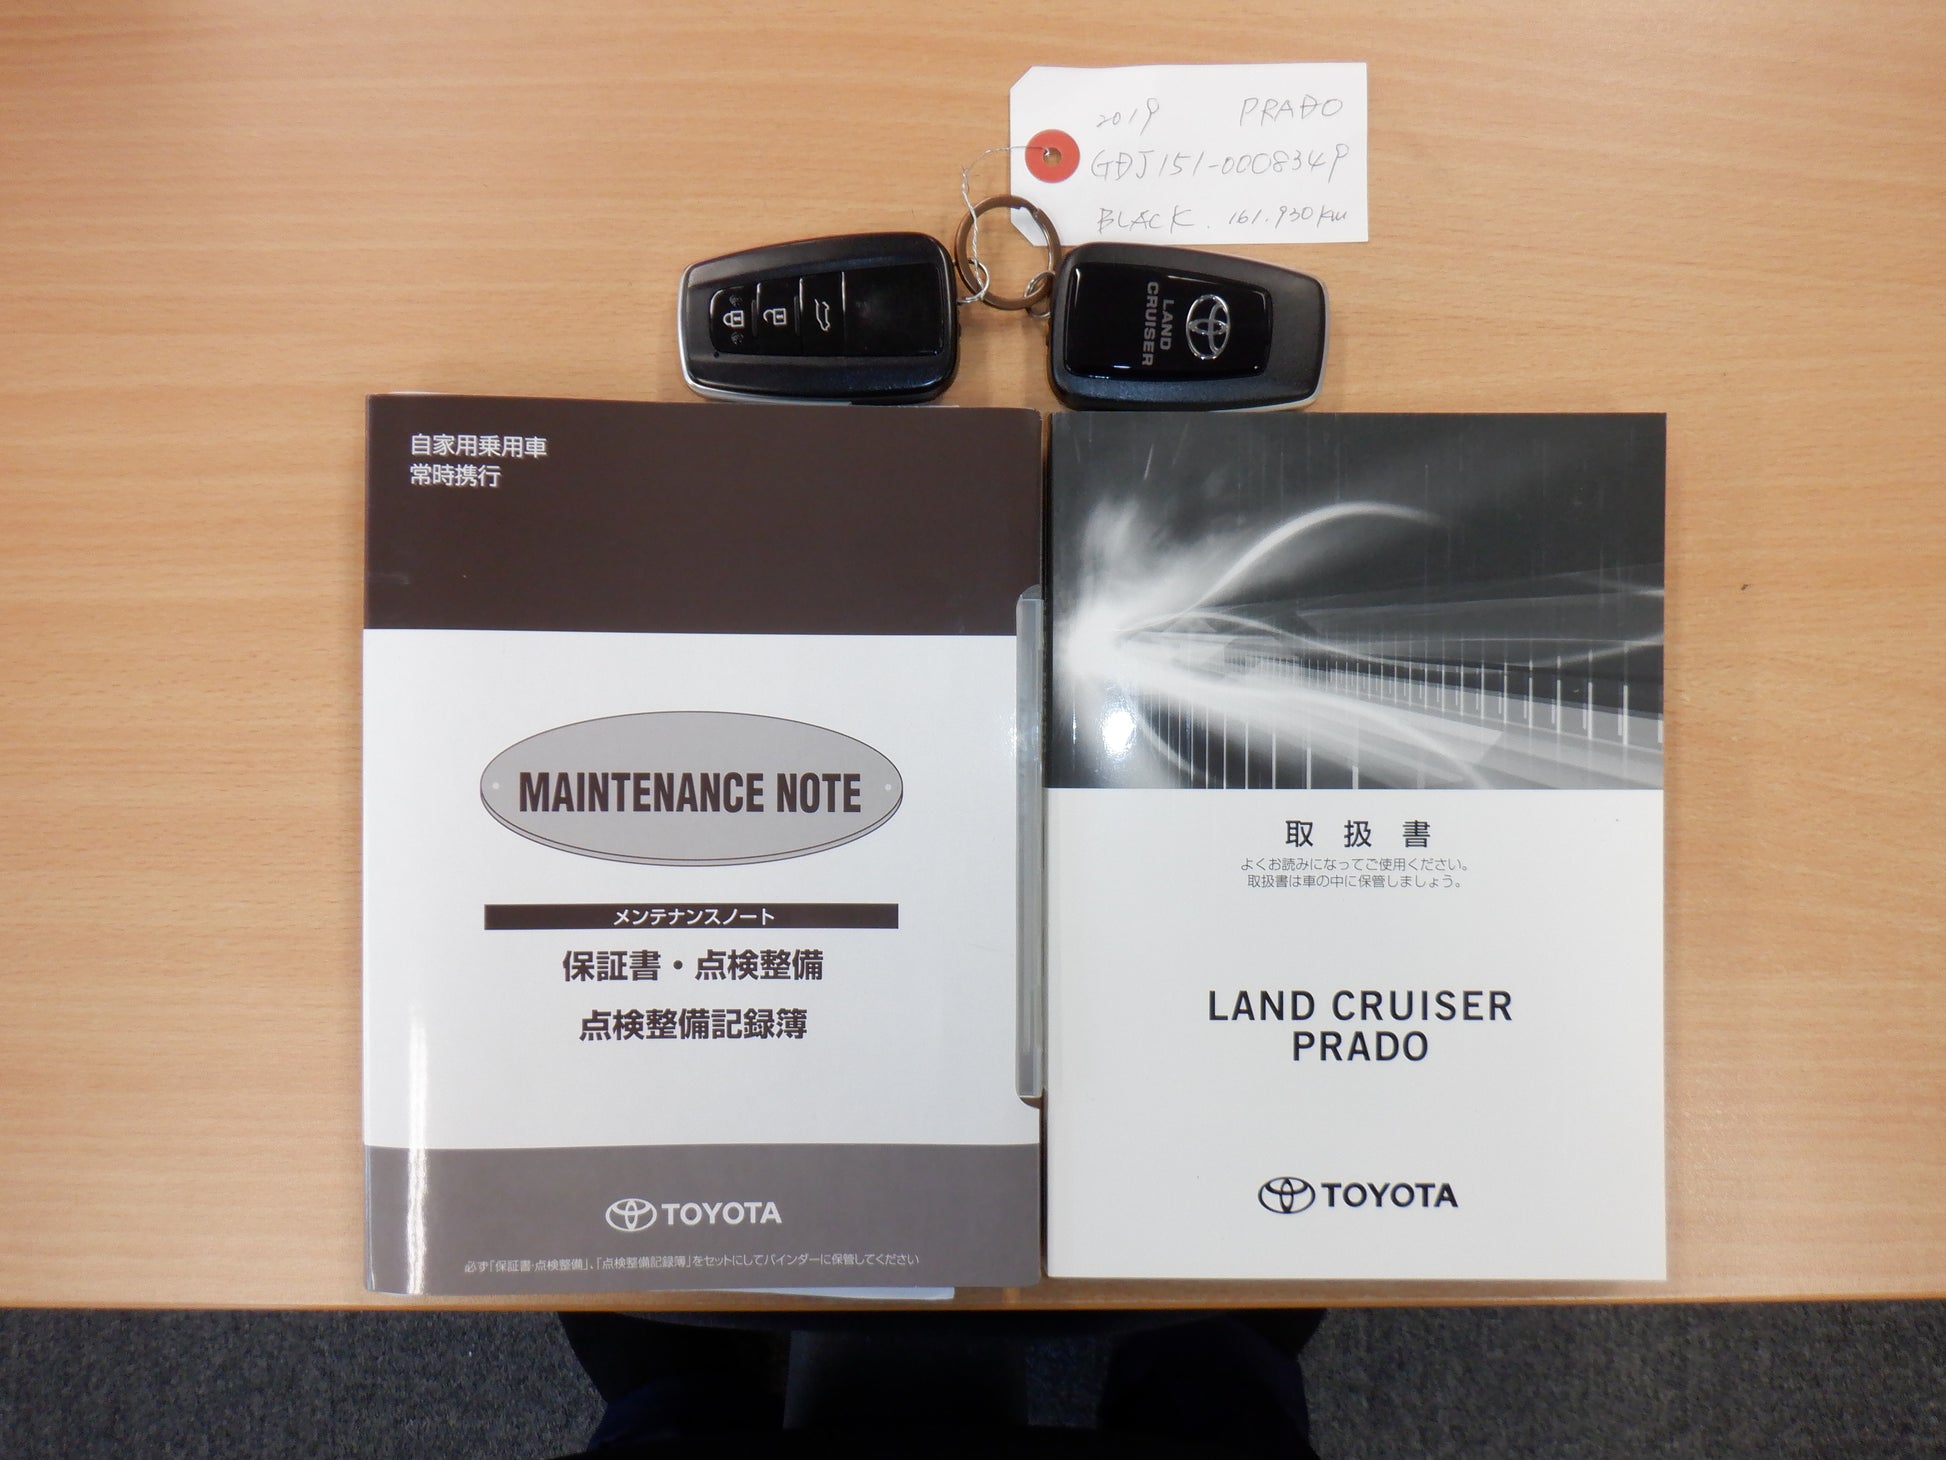 2019 PRADO
GDJ151-0008349
BLACK. 161.930km
LAND
CRUISER
自家用乗用車
常時携行
MAINTENANCE NOTE
メンテナンスノート
保証書・点検整備
点検整備記録簿
TOYOTA
必ず「保証書・点検整備」、「点検整備記録簿」をセットにしてバインダーに保管してください
取扱書
よくお読みになってご使用ください。
取扱書は車の中に保管しましょう。
LAND CRUISER
PRADO
TOYOTA